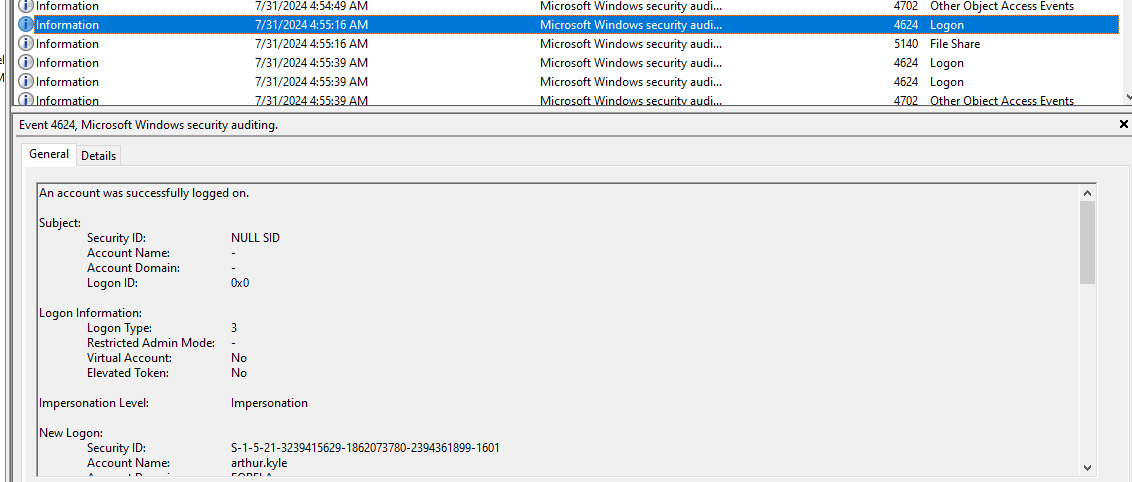 Information 7/31/2024 4:54:49 AM Microsoft Windows security audi... 4702 Other Object Access Events
Information 7/31/2024 4:55:16 AM Microsoft Windows security audi... 4624 Logon
Information 7/31/2024 4:55:16 AM Microsoft Windows security audi... 5140 File Share
Information 7/31/2024 4:55:39 AM Microsoft Windows security audi... 4624 Logon
Information 7/31/2024 4:55:39 AM Microsoft Windows security audi... 4624 Logon
Information 7/31/2024 4:55:39 AM Microsoft Windows security audi... 4702 Other Object Access Events
Event 4624, Microsoft Windows security auditing.
General Details
An account was successfully logged on.
Subject:
Security ID: NULL SID
Account Name: -
Account Domain: -
Logon ID: 0x0
Logon Information:
Logon Type: 3
Restricted Admin Mode: -
Virtual Account: No
Elevated Token: No
Impersonation Level: Impersonation
New Logon:
Security ID: S-1-5-21-3239415629-1862073780-2394361899-1601
Account Name: arthur.kyle